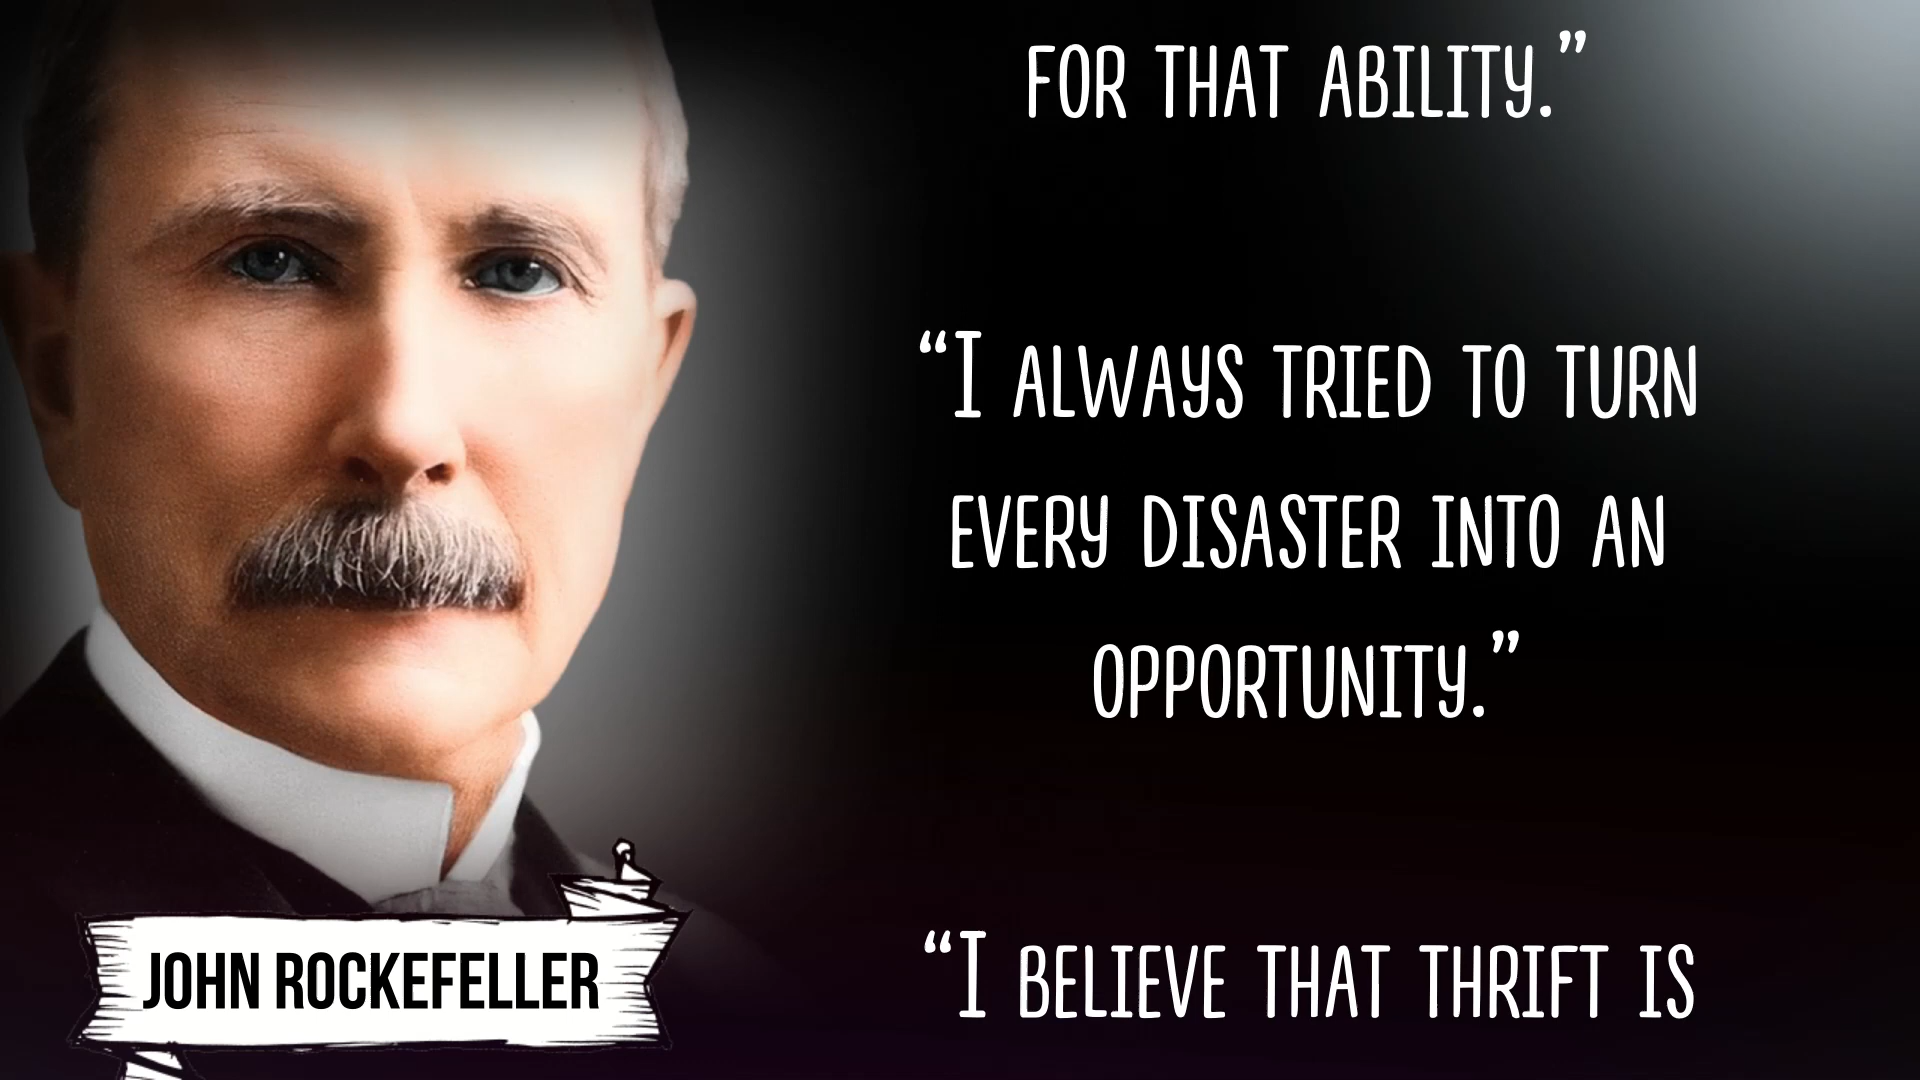 FOR THAT ABILITY.”
“I ALWAYS TRIED TO TURN
EVERY DISASTER INTO AN
OPPORTUNITY.”
“I BELIEVE THAT THRIFT IS
JOHN ROCKEFELLER